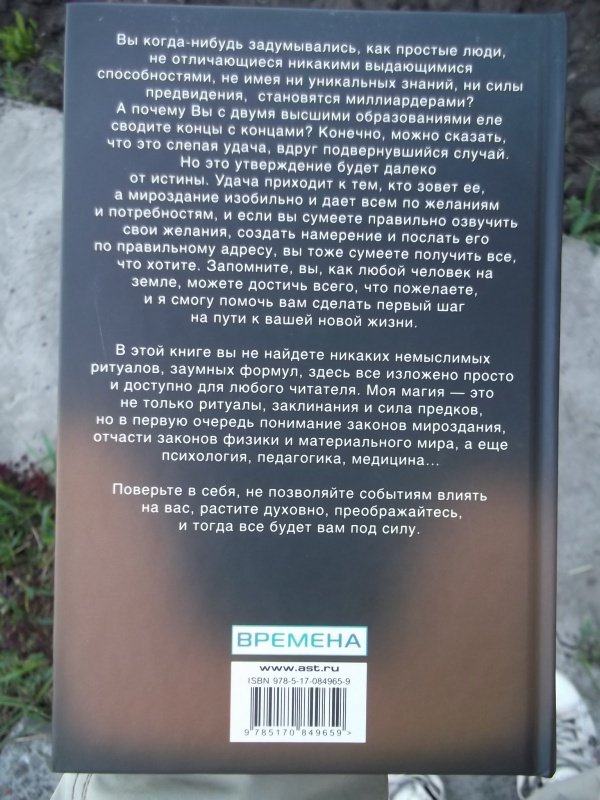 Вы когда-нибудь задумывались, как простые люди,
не отличающиеся никакими выдающимися
способностями, не имея ни уникальных знаний, ни силы
предвидения, становятся миллиардерами?
А почему Вы с двумя высшими образованиями еле
сводите концы с концами? Конечно, можно сказать,
что это слепая удача, вдруг подвернувшийся случай.
Но это утверждение будет далеко
от истины. Удача приходит к тем, кто зовет ее,
а мироздание изобильно и дает всем по желаниям
и потребностям, и если вы сумеете правильно озвучить
свои желания, создать намерение и послать его
по правильному адресу, вы тоже сумеете получить все,
что хотите. Запомните, вы, как любой человек на
земле, можете достичь всего, что пожелаете,
и я смогу помочь вам сделать первый шаг
на пути к вашей новой жизни.
В этой книге вы не найдете никаких немыслимых
ритуалов, заумных формул, здесь все изложено просто
и доступно для любого читателя. Моя магия — это
не только ритуалы, заклинания и сила предков,
но в первую очередь понимание законов мироздания,
отчасти законов физики и материального мира, а еще
психология, педагогика, медицина...
Поверьте в себя, не позволяйте событиям влиять
на вас, растите духовно, преображайтесь,
и тогда все будет вам под силу.
ВРЕМЕНА
www.ast.ru
ISBN 978-5-17-084965-9
9 785170 849659 >